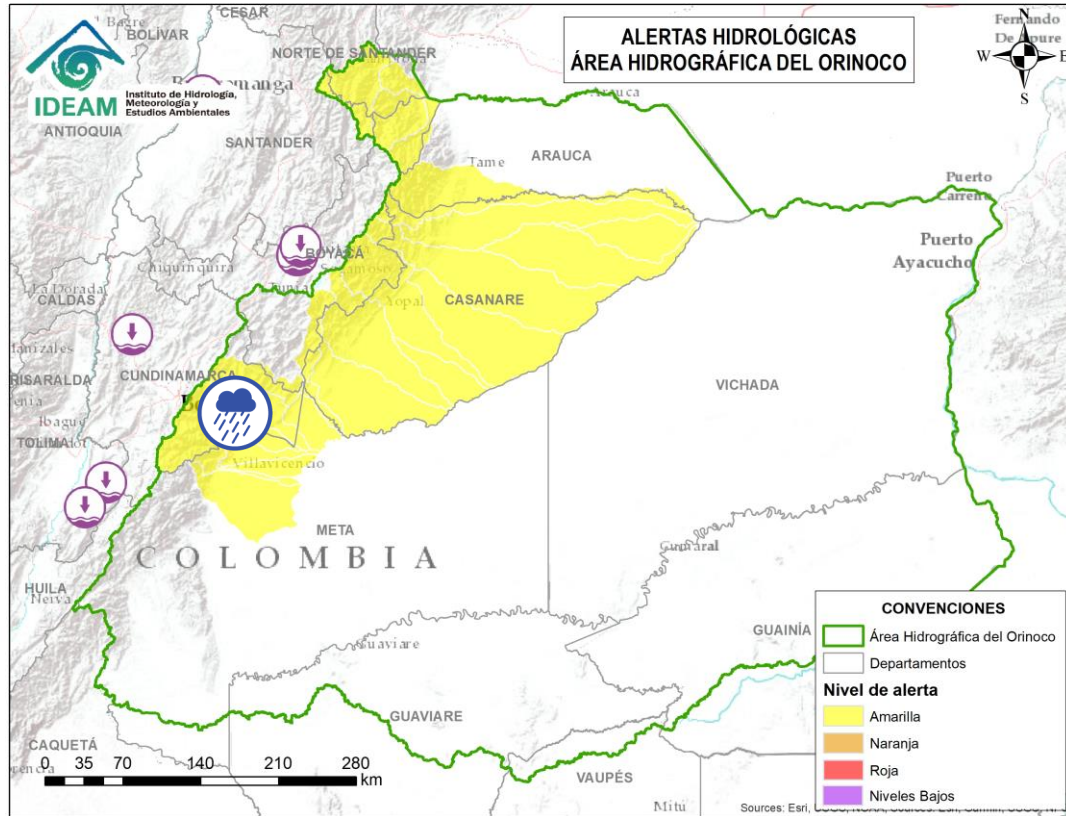 ALERTAS HIDROLÓGICAS
ÁREA HIDROGRÁFICA DEL ORINOCO
IDEAM
Instituto de Hidrología,
Meteorología y
Estudios Ambientales
N
W
E
S
CESAR
BOLÍVAR
NORTE DE SANTANDER
ANTIOQUIA
SANTANDER
Arauca
ARAUCA
Tame
Puerto
Carreño
Puerto
Ayacucho
BOYACÁ
Chiquinquira
Tunja
La Dorada
CALDAS
Yopal
CASANARE
VICHADA
CUNDINAMARCA
RISARALDA
Ibagué
TOLIMA
Villavicencio
META
COLOMBIA
Cumaral
HUILA
Neiva
Guaviare
GUAINÍA
GUAVIARE
CAQUETÁ
VAUPÉS
Mitú
0 35 70 140 210 280
km
CONVENCIONES
Área Hidrográfica del Orinoco
Departamentos
Nivel de alerta
Amarilla
Naranja
Roja
Niveles Bajos
Sources: Esri,